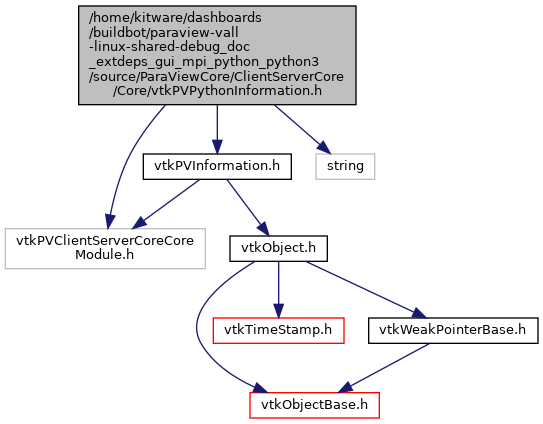 /home/kitware/dashboards
/buildbot/paraview-vall
-linux-shared-debug_doc
_extdeps_gui_mpi_python_python3
/source/ParaViewCore/ClientServerCore
/Core/vtkPVPythonInformation.h
vtkPVInformation.h
string
vtkPVClientServerCoreCore
Module.h
vtkObject.h
vtkTimeStamp.h
vtkWeakPointerBase.h
vtkObjectBase.h